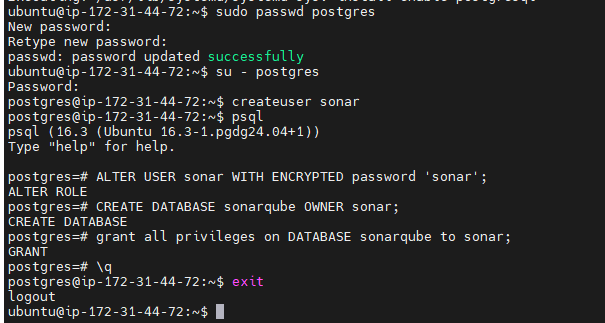 ubuntu@ip-172-31-44-72:~$ sudo passwd postgres
New password:
Retype new password:
passwd: password updated successfully
ubuntu@ip-172-31-44-72:~$ su - postgres
Password:
postgres@ip-172-31-44-72:~$ createuser sonar
postgres@ip-172-31-44-72:~$ psql
psql (16.3 (Ubuntu 16.3-1.pgdg24.04+1))
Type "help" for help.

postgres=# ALTER USER sonar WITH ENCRYPTED password 'sonar';
ALTER ROLE
postgres=# CREATE DATABASE sonarqube OWNER sonar;
CREATE DATABASE
postgres=# grant all privileges on DATABASE sonarqube to sonar;
GRANT
postgres=# \q
postgres@ip-172-31-44-72:~$ exit
logout
ubuntu@ip-172-31-44-72:~$